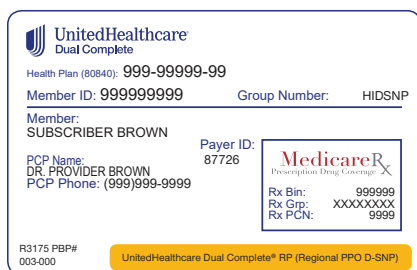 UnitedHealthcare®
Dual Complete
Health Plan (80840): 999-99999-99
Member ID: 999999999 Group Number: HIDSNP
Member:
SUBSCRIBER BROWN
Payer ID:
87726
PCP Name:
DR. PROVIDER BROWN
PCP Phone: (999)999-9999
MedicareRx
Prescription Drug Coverage
Rx Bin: 999999
Rx Grp: XXXXXXXX
Rx PCN: 9999
R3175 PBP#
003-000
UnitedHealthcare Dual Complete® RP (Regional PPO D-SNP)